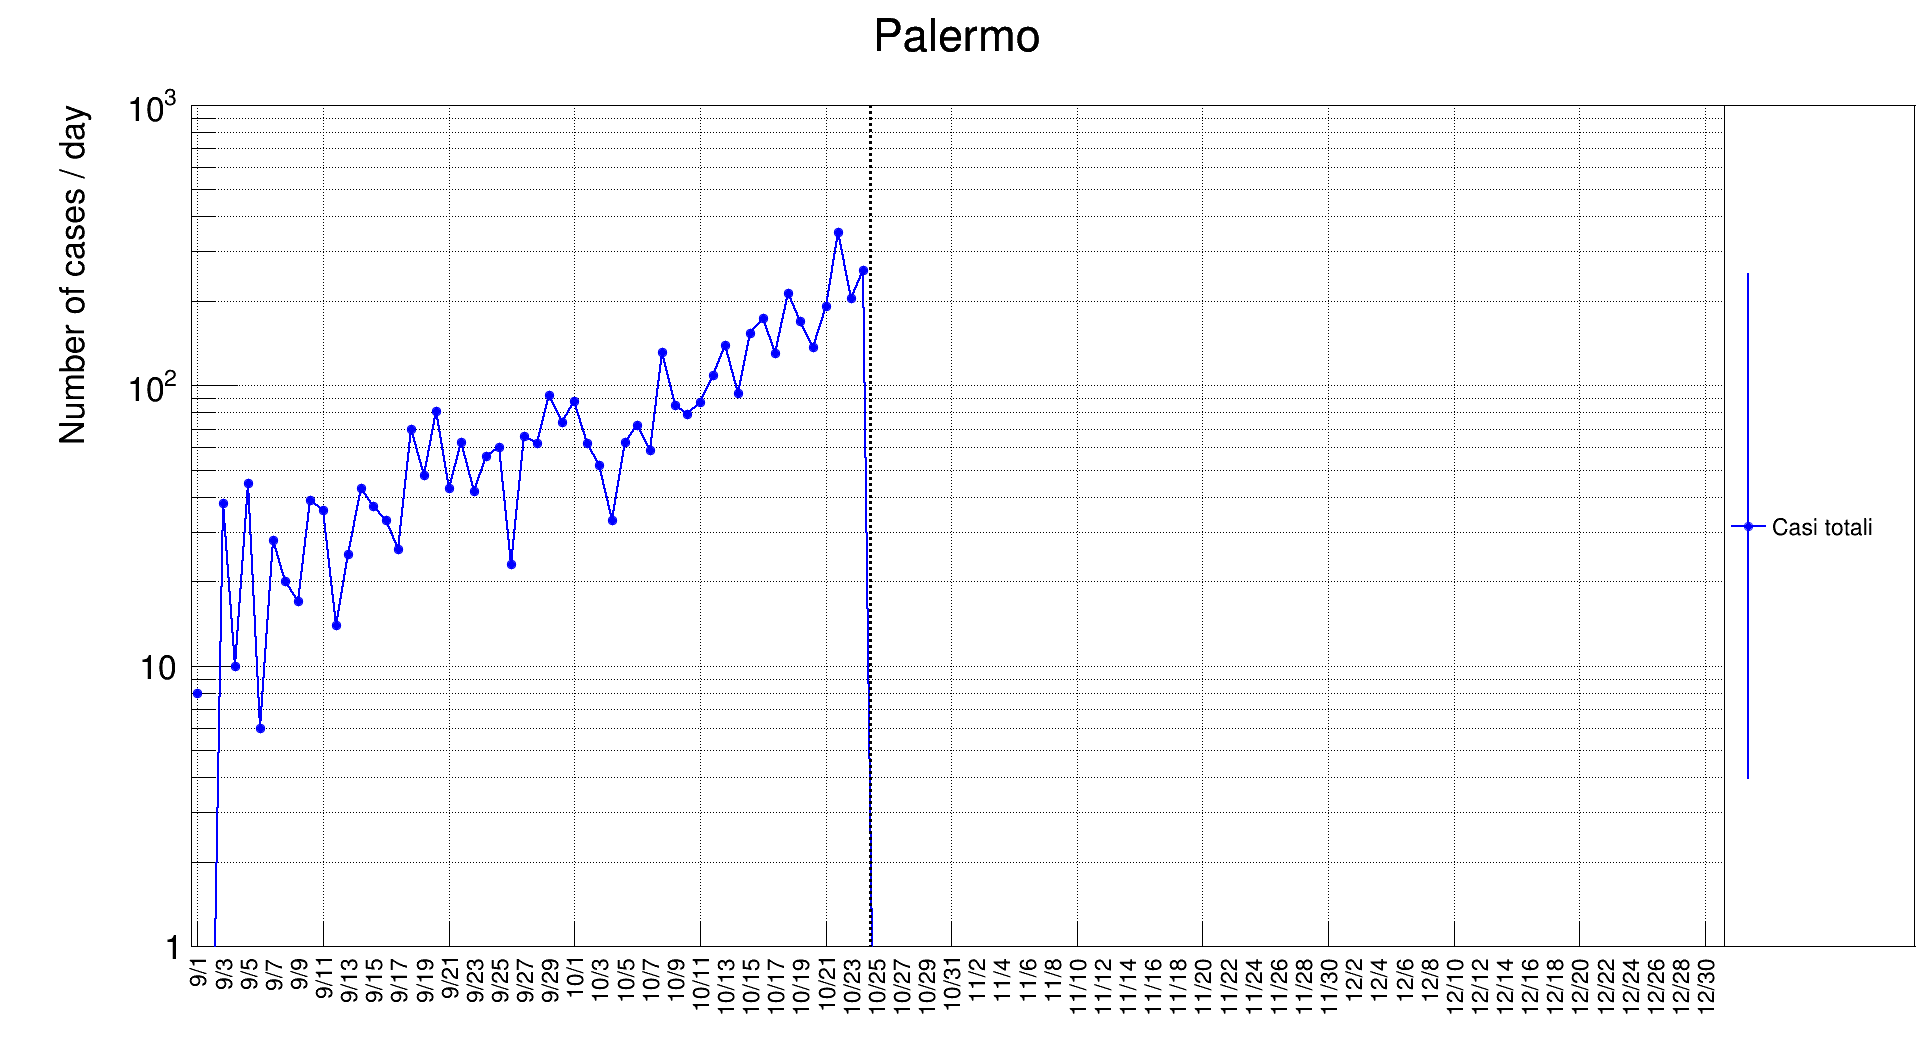 Palermo
Number of cases / day
10³
10²
10
1
9/1 9/3 9/5 9/7 9/9 9/11 9/13 9/15 9/17 9/19 9/21 9/23 9/25 9/27 9/29 10/1 10/3 10/5 10/7 10/9 10/11 10/13 10/15 10/17 10/19 10/21 10/23 10/25 10/27 10/29 10/31 11/2 11/4 11/6 11/8 11/10 11/12 11/14 11/16 11/18 11/20 11/22 11/24 11/26 11/28 11/30 12/2 12/4 12/6 12/8 12/10 12/12 12/14 12/16 12/18 12/20 12/22 12/24 12/26 12/28 12/30
Casi totali